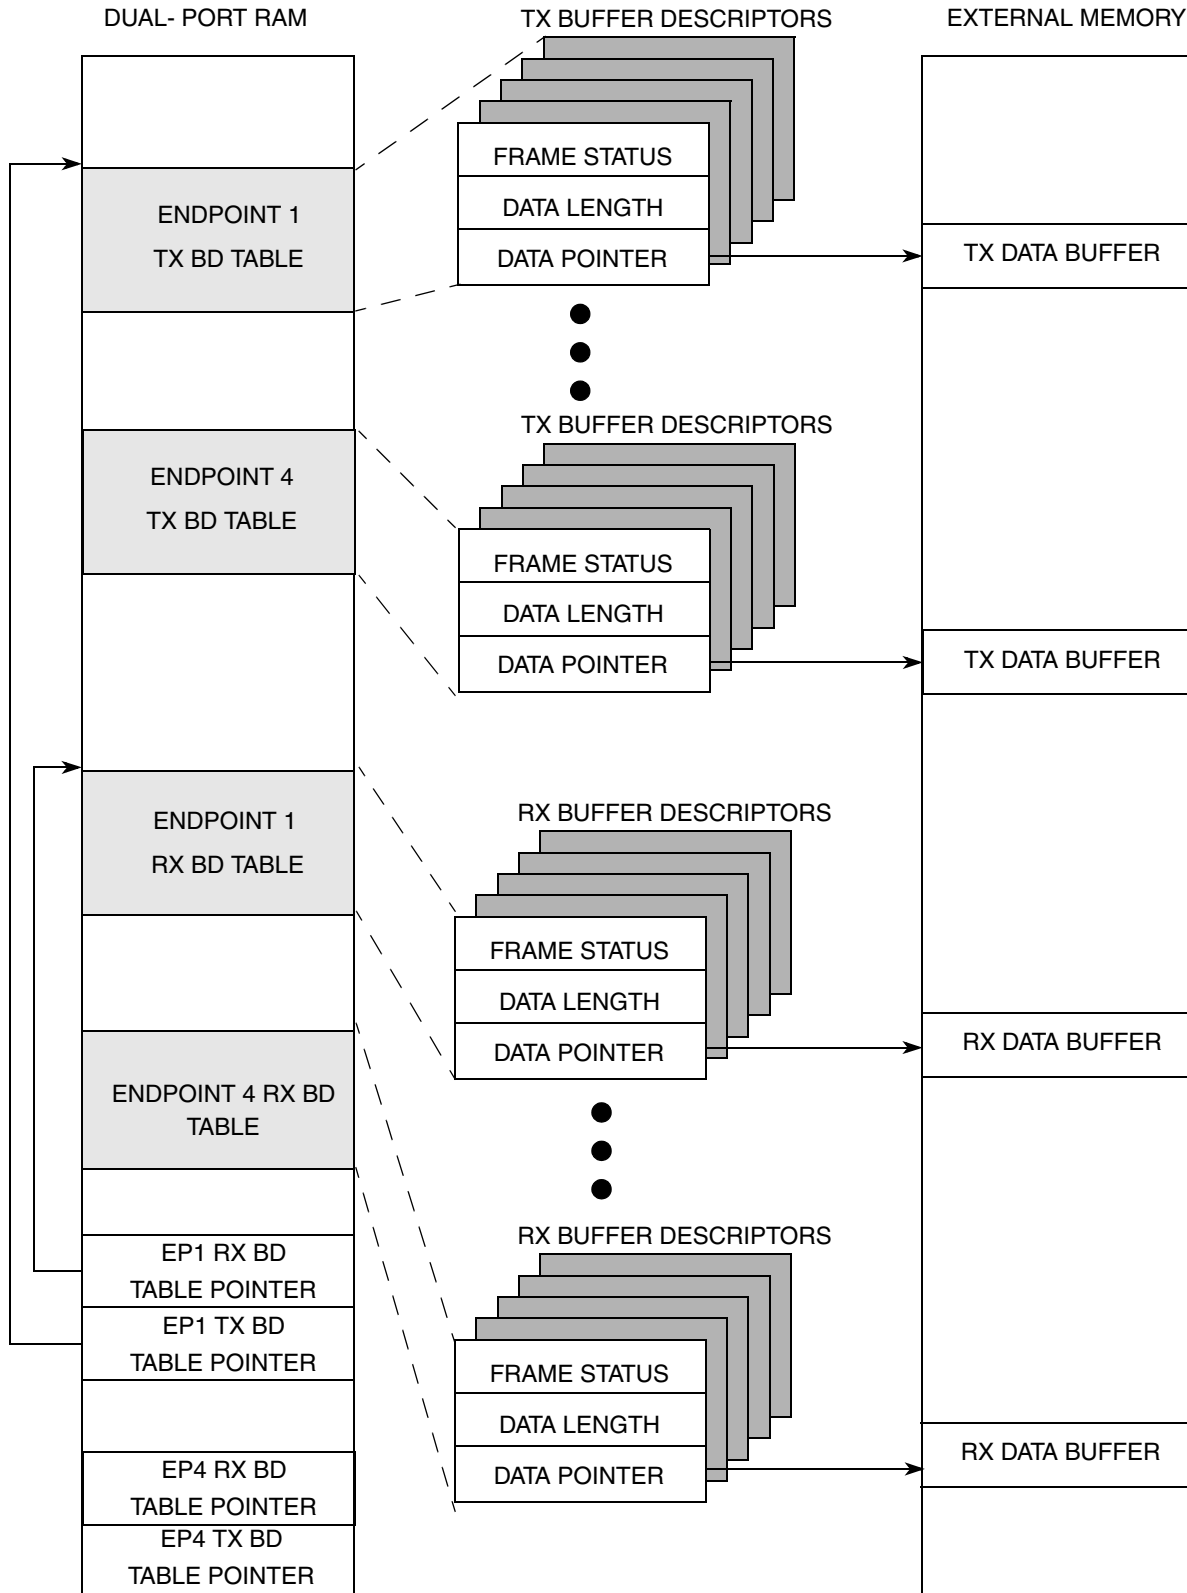 DUAL- PORT RAM
TX BUFFER DESCRIPTORS
EXTERNAL MEMORY
FRAME STATUS
DATA LENGTH
DATA POINTER
ENDPOINT 1
TX BD TABLE
TX DATA BUFFER
TX BUFFER DESCRIPTORS
ENDPOINT 4
TX BD TABLE
FRAME STATUS
DATA LENGTH
DATA POINTER
TX DATA BUFFER
RX BUFFER DESCRIPTORS
ENDPOINT 1
RX BD TABLE
FRAME STATUS
DATA LENGTH
DATA POINTER
RX DATA BUFFER
ENDPOINT 4 RX BD
TABLE
RX BUFFER DESCRIPTORS
EP1 RX BD
TABLE POINTER
EP1 TX BD
TABLE POINTER
FRAME STATUS
DATA LENGTH
DATA POINTER
RX DATA BUFFER
EP4 RX BD
TABLE POINTER
EP4 TX BD
TABLE POINTER